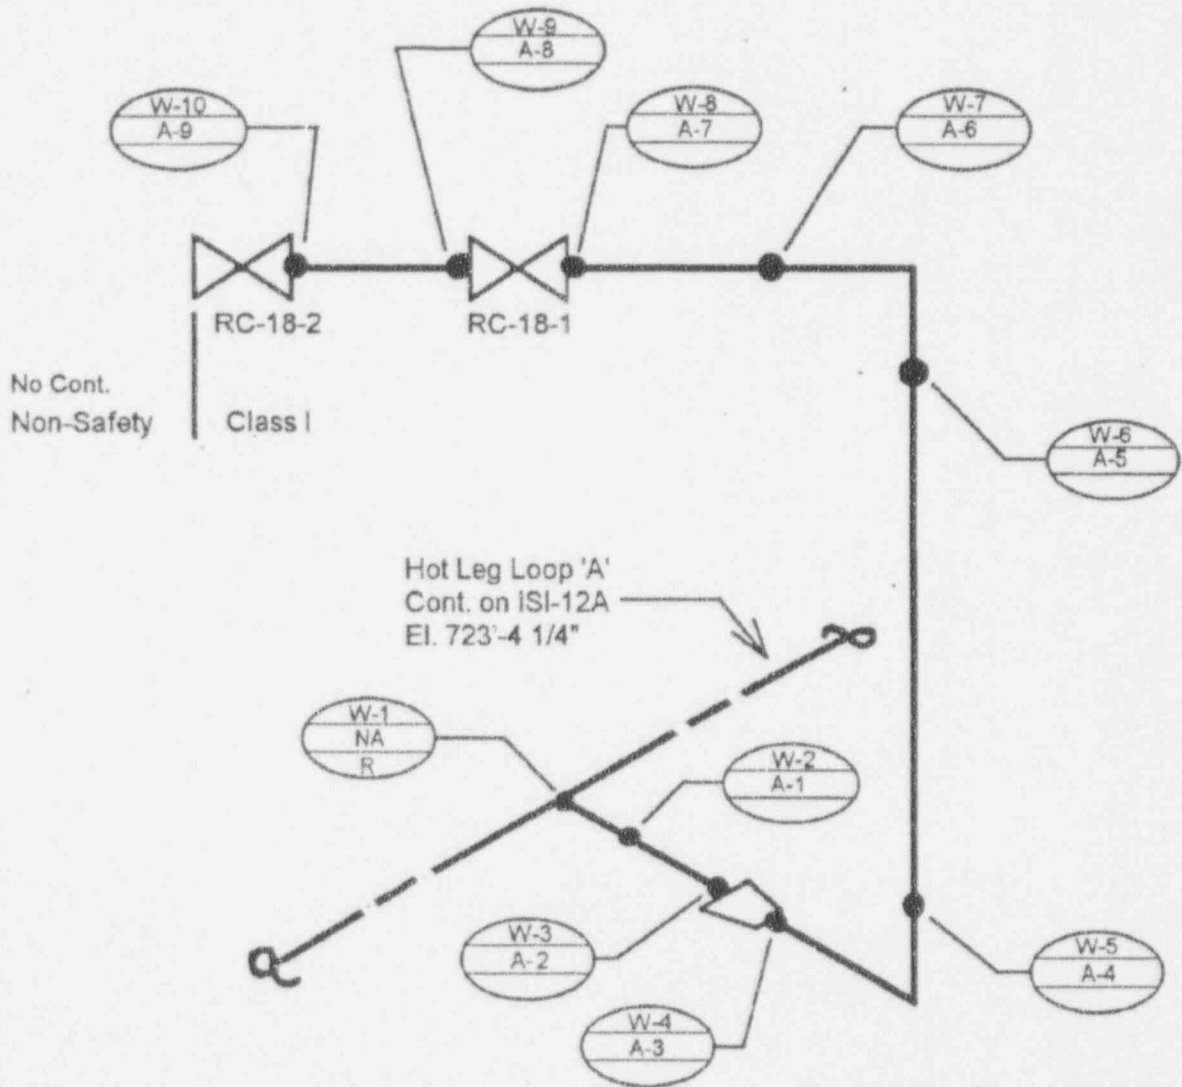 W-9
A-8
W-10
A-9
W-8
A-7
W-7
A-6
RC-18-2
RC-18-1
No Cont.
Non-Safety
Class I
W-6
A-5
Hot Leg Loop 'A'
Cont. on ISI-12A
El. 723'-4 1/4"
W-1
NA
R
W-2
A-1
W-3
A-2
W-5
A-4
W-4
A-3